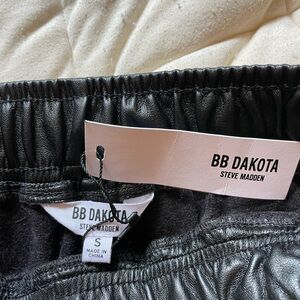 BB DAKOTA
STEVE MADDEN
BB DAKOTA
STEVE MADDEN
S
MADE IN
CHINA